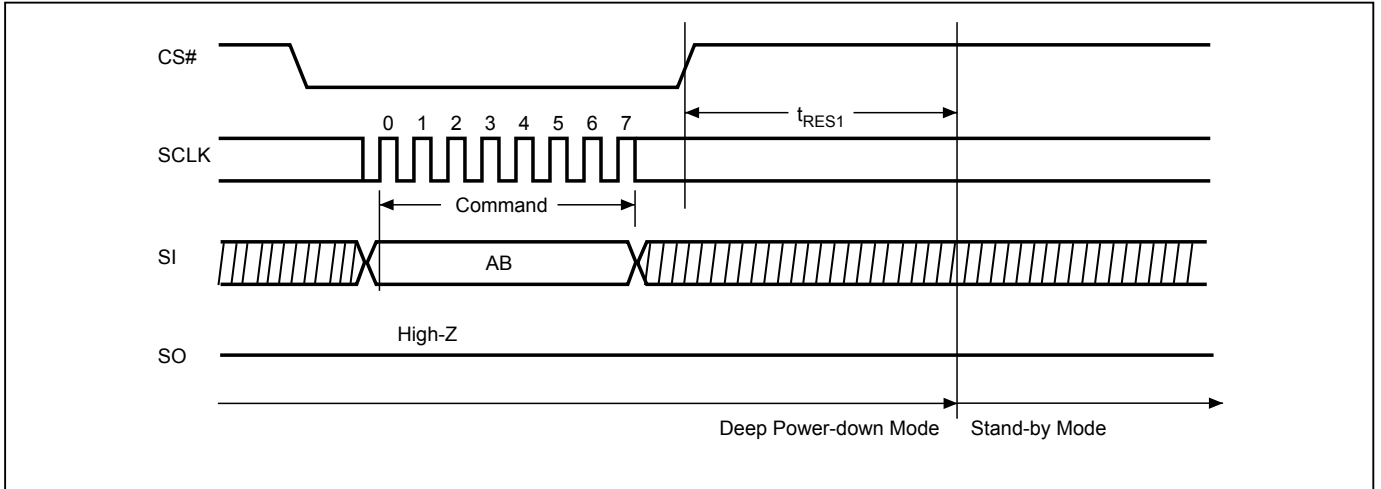 CS#
tRES1
0 1 2 3 4 5 6 7
SCLK
Command
SI
AB
High-Z
SO
Deep Power-down Mode Stand-by Mode